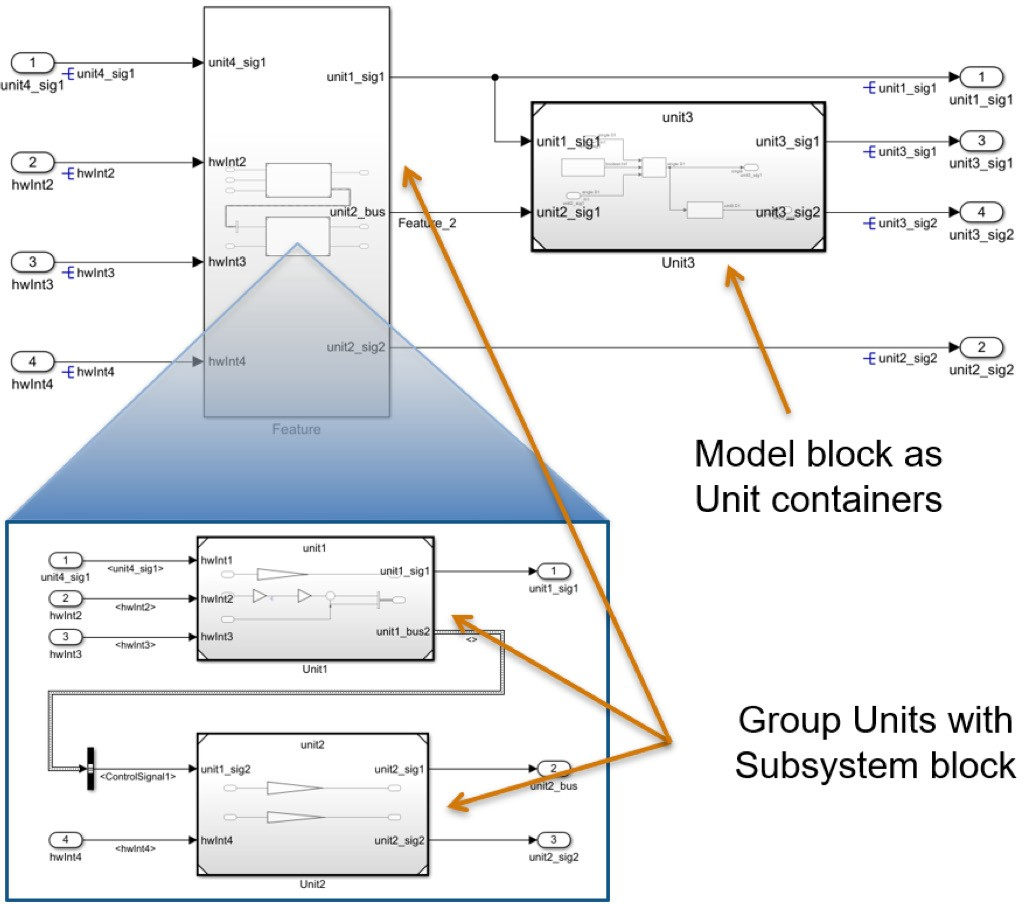 1
unit4_sig1
unit4_sig1
2
hwInt2
hwInt2
3
hwInt3
hwInt3
4
hwInt4
hwInt4
unit4_sig1
unit1_sig1
hwInt2
unit2_bus
hwInt3
unit2_sig2
hwInt4
Feature
Feature_2
unit3
unit1_sig1
unit3_sig1
unit2_sig1
unit3_sig2
Unit3
unit1_sig1
1
unit1_sig1
unit3_sig1
3
unit3_sig1
unit3_sig2
4
unit3_sig2
unit2_sig2
2
unit2_sig2
Model block as
Unit containers
1
unit4_sig1
<unit4_sig1>
2
hwInt2
<hwInt2>
3
hwInt3
<hwInt3>
unit1
hwInt1
unit1_sig1
hwInt2
hwInt3
unit1_bus2
Unit1
<>
1
unit1_sig1
<ControlSignal1>
unit2
unit1_sig2
unit2_sig1
hwInt4
unit2_sig2
Unit2
4
hwInt4
<hwInt4>
2
unit2_bus
3
unit2_sig2
Group Units with
Subsystem block